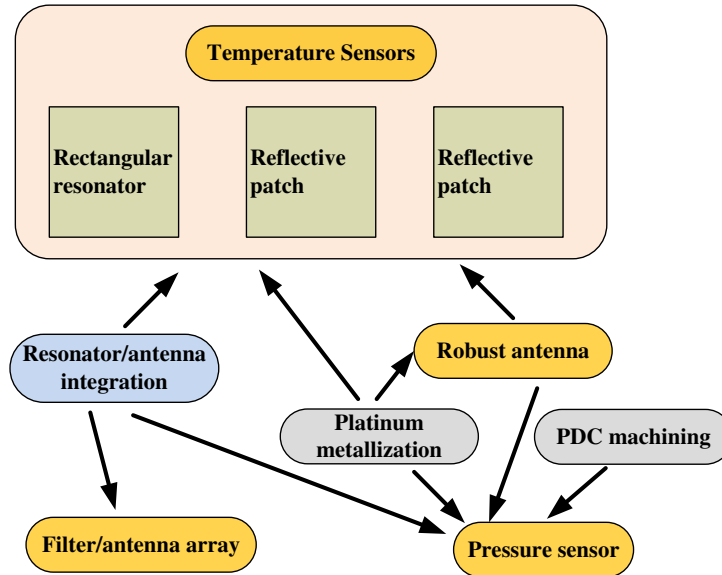 Temperature Sensors
Rectangular
resonator
Reflective
patch
Reflective
patch
Resonator/antenna
integration
Robust antenna
Platinum
metallization
PDC machining
Filter/antenna array
Pressure sensor